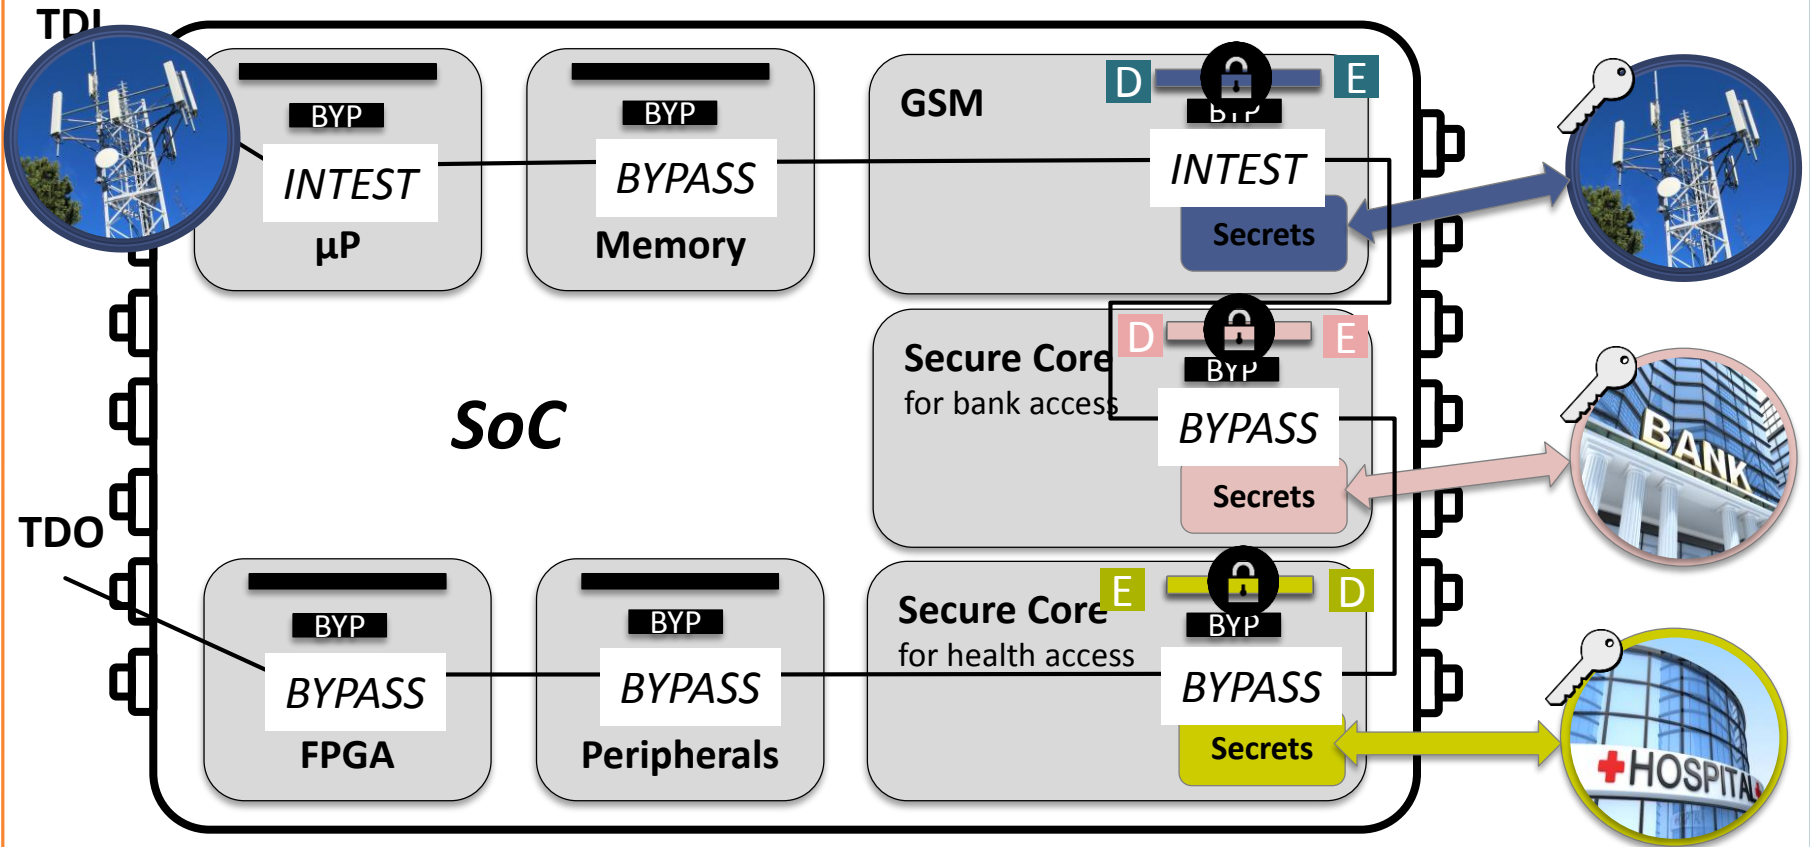 TDI
BYP
INTEST
µP
BYP
BYPASS
Memory
GSM
D
E
BYP
INTEST
Secrets
Secure Core
for bank access
D
E
BYP
BYPASS
Secrets
BANK
SoC
TDO
BYP
BYPASS
FPGA
BYP
BYPASS
Peripherals
Secure Core
for health access
E
D
BYP
BYPASS
Secrets
HOSPITAL